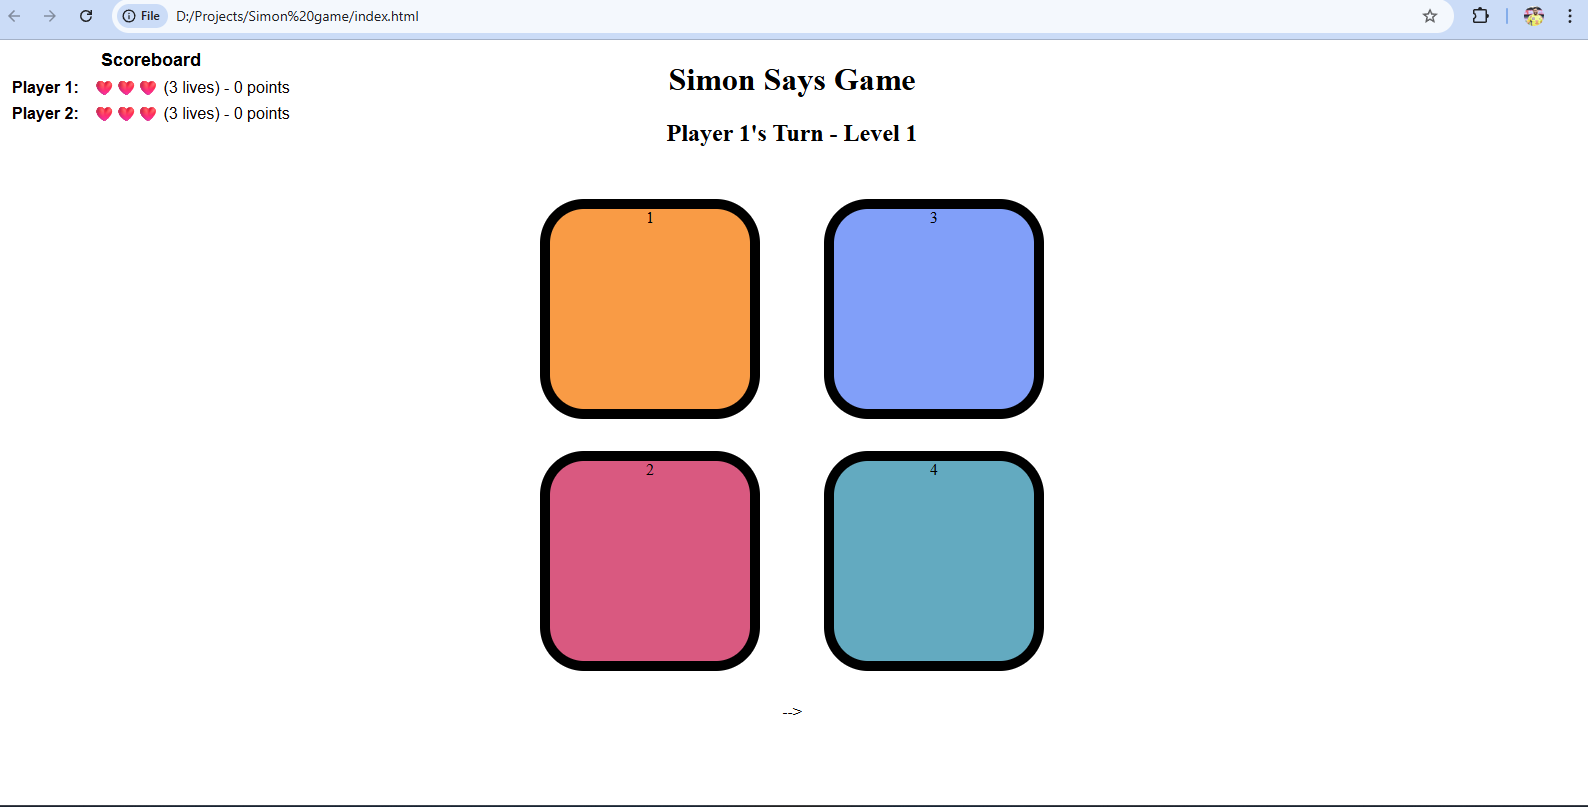 File D:/Projects/Simon%20game/index.html
Scoreboard
Player 1: ❤️ ❤️ ❤️ (3 lives) - 0 points
Player 2: ❤️ ❤️ ❤️ (3 lives) - 0 points
Simon Says Game
Player 1's Turn - Level 1
1 3
2 4
-->